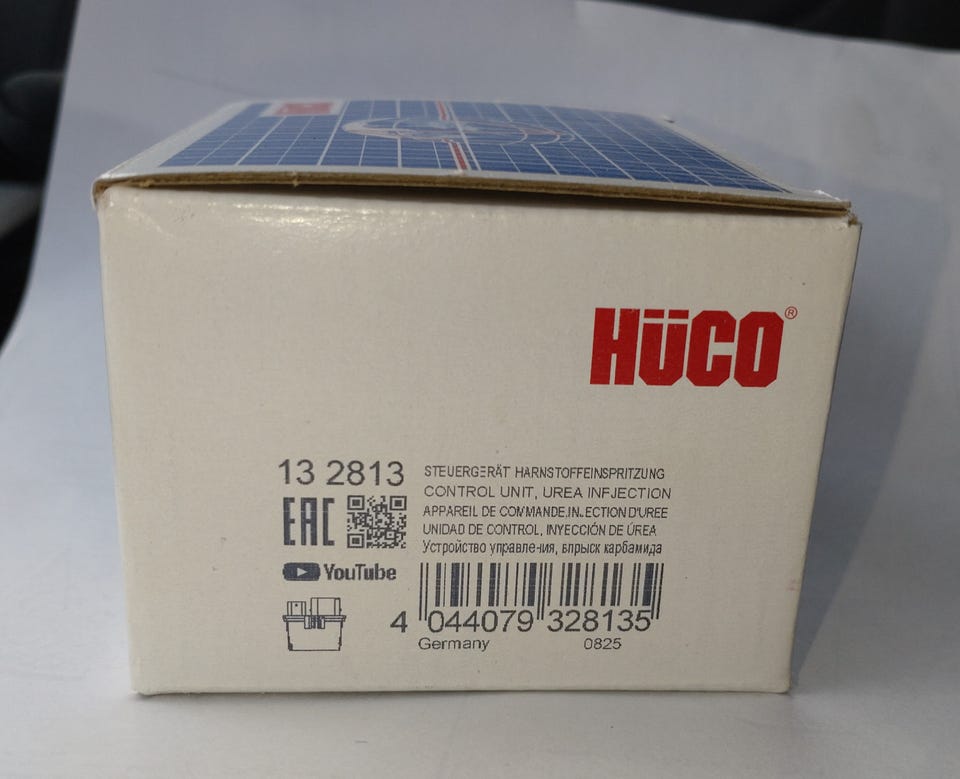 HÜCO®
13 2813
STEUERGERÄT HARNSTOFFEINSPRITZUNG
CONTROL UNIT, UREA INFJECTION
APPAREIL DE COMMANDE,INJECTION D'UREE
UNIDAD DE CONTROL, INYECCIÓN DE ÚREA
Устройство управле-ния, впрыск карбамида
EAC
YouTube
4 044079 328135
Germany 0825